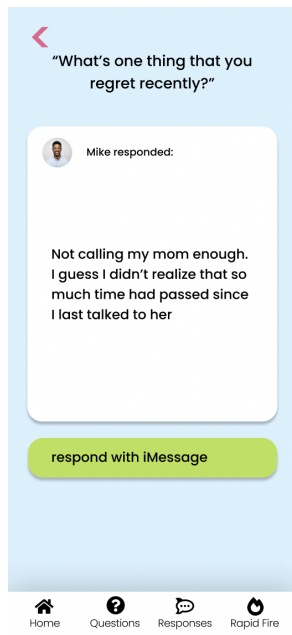 “What’s one thing that you
regret recently?”
Mike responded:
Not calling my mom enough.
I guess I didn’t realize that so
much time had passed since
I last talked to her
respond with iMessage
Home
Questions
Responses
Rapid Fire